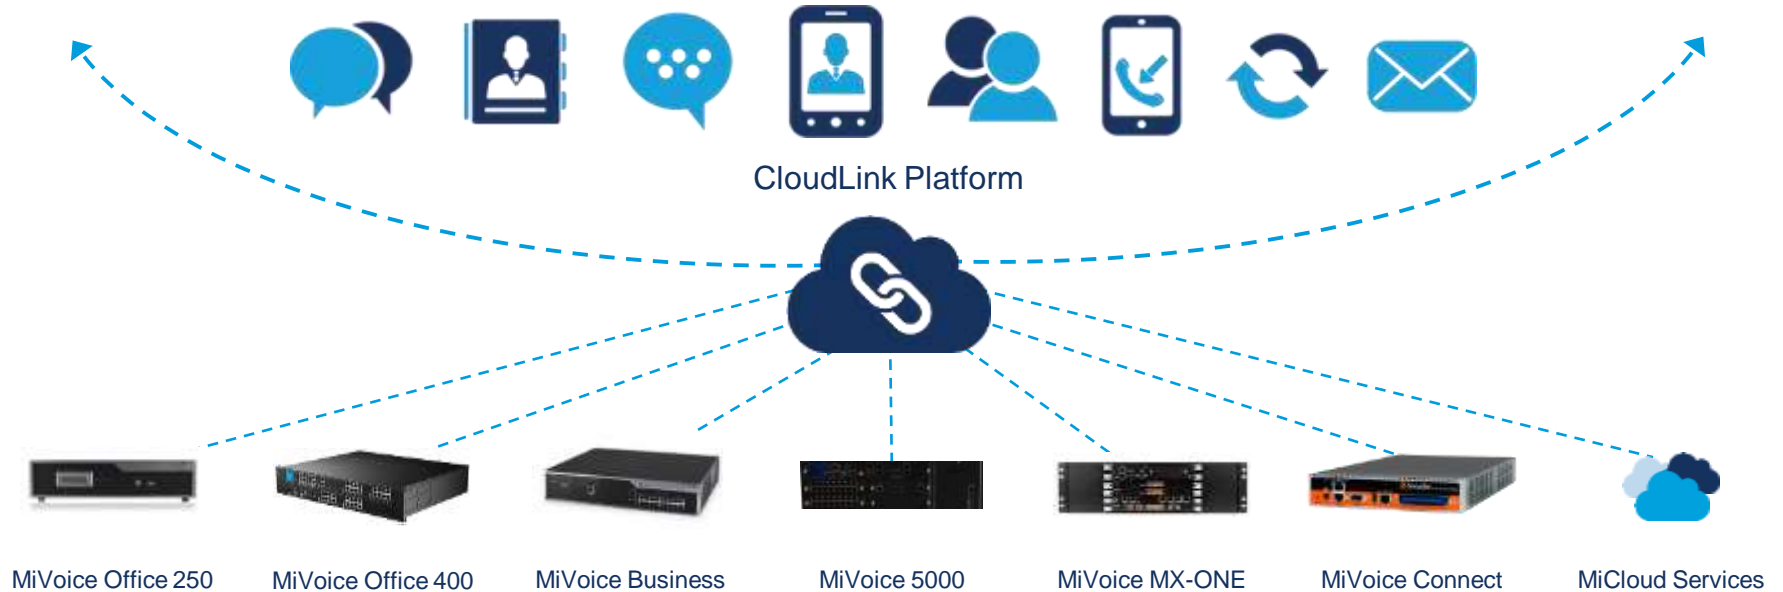 CloudLink Platform
MiVoice Office 250
MiVoice Office 400
MiVoice Business
MiVoice 5000
MiVoice MX-ONE
MiVoice Connect
MiCloud Services